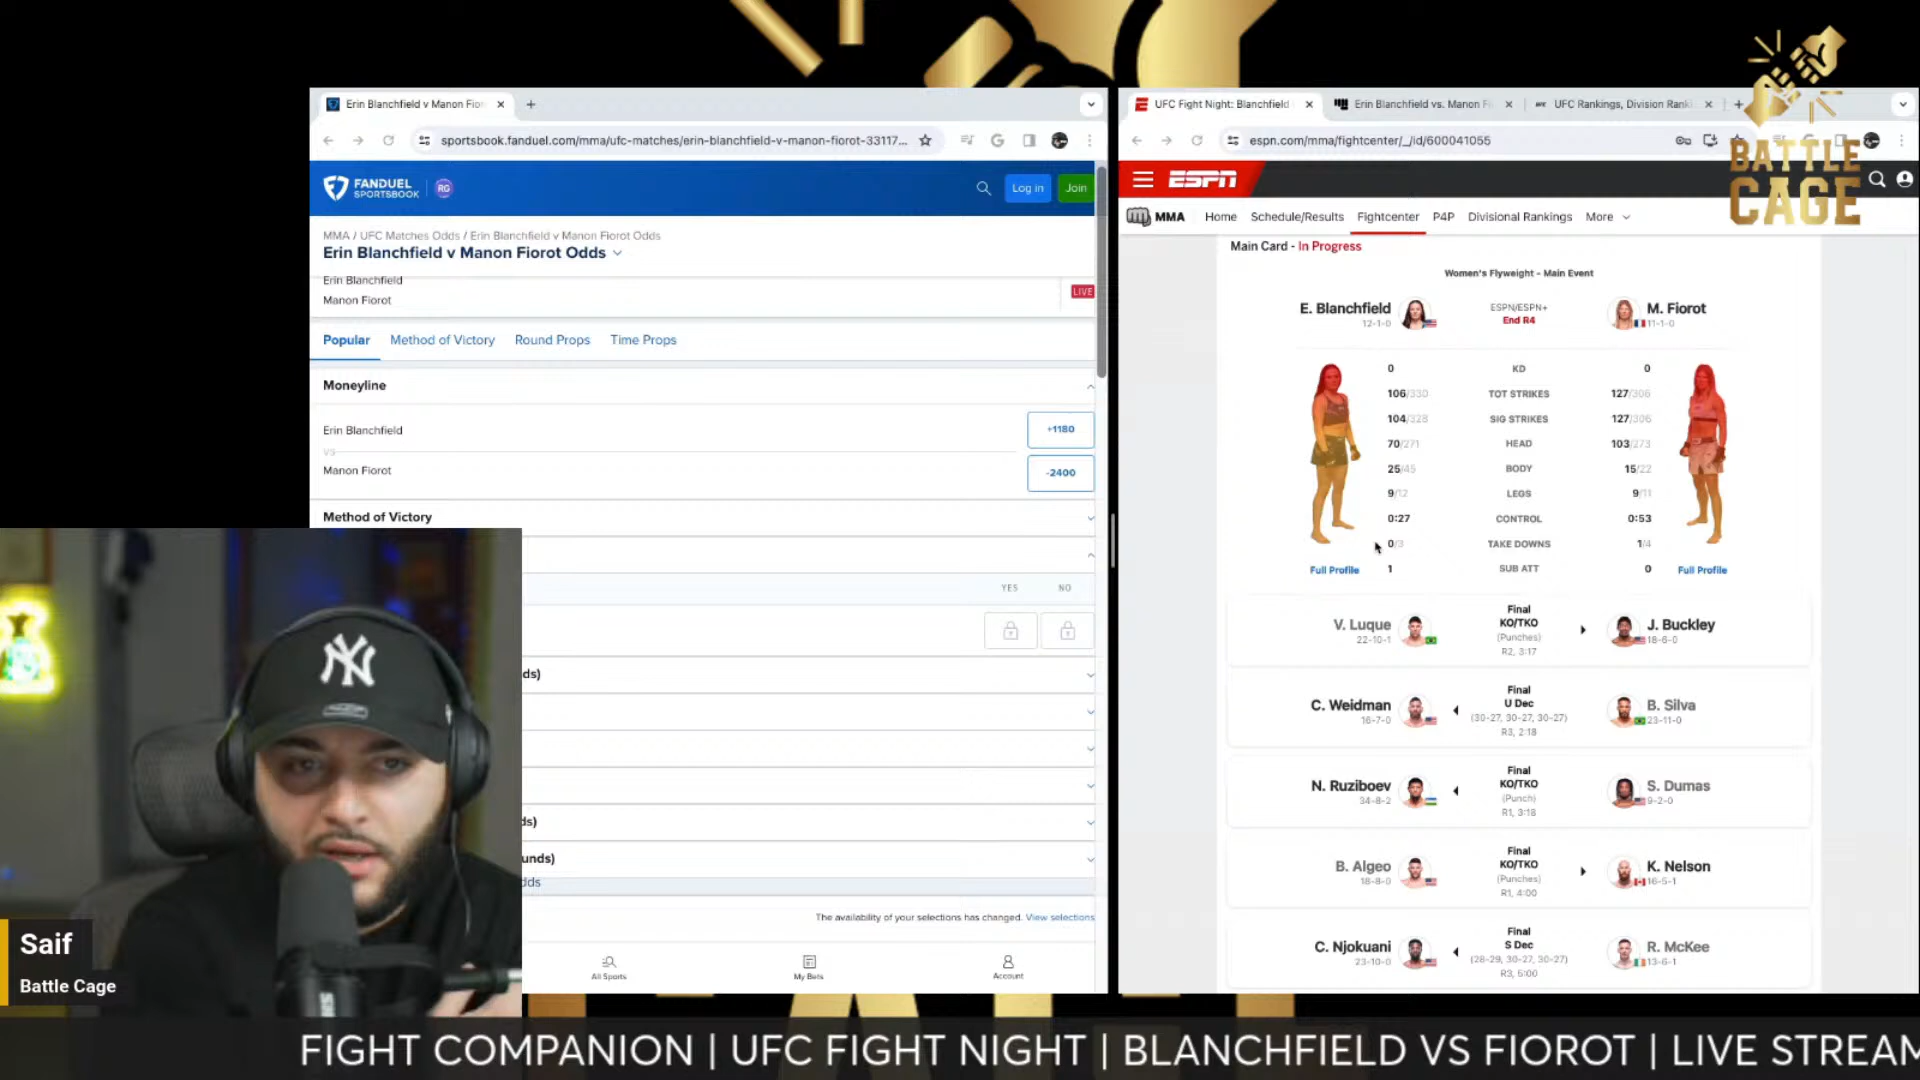 Erin Blanchfield v Manon Fior
sportsbook.fanduel.com/mma/ufc-matches/erin-blanchfield-v-manon-fiorot-33117...
FANDUEL
SPORTSBOOK
RG
Log in
Join
MMA / UFC Matches Odds / Erin Blanchfield v Manon Fiorot Odds
Erin Blanchfield v Manon Fiorot Odds
Erin Blanchfield
Manon Fiorot
LIVE
Popular
Method of Victory
Round Props
Time Props
Moneyline
Erin Blanchfield
+1180
VS
Manon Fiorot
-2400
Method of Victory
YES
NO
ds)
ds)
unds)
dds
The availability of your selections has changed. View selections
All Sports
My Bets
Account
UFC Fight Night: Blanchfield
Erin Blanchfield vs. Manon F
UFC Rankings, Division Ranki
espn.com/mma/fightcenter/_/id/600041055
BATTLE
CAGE
ESPN
MMA
Home
Schedule/Results
Fightcenter
P4P
Divisional Rankings
More
Main Card - In Progress
Women's Flyweight - Main Event
E. Blanchfield
12-1-0
ESPN/ESPN+
End R4
M. Fiorot
11-1-0
0 KD 0
106/330 TOT STRIKES 127/306
104/328 SIG STRIKES 127/306
70/271 HEAD 103/273
25/45 BODY 15/22
9/12 LEGS 9/11
0:27 CONTROL 0:53
0/3 TAKE DOWNS 1/4
Full Profile 1 SUB ATT 0 Full Profile
V. Luque
22-10-1
Final
KO/TKO
(Punches)
R2, 3:17
J. Buckley
18-6-0
C. Weidman
16-7-0
Final
U Dec
(30-27, 30-27, 30-27)
R3, 2:18
B. Silva
23-11-0
N. Ruziboev
34-8-2
Final
KO/TKO
(Punch)
R1, 3:18
S. Dumas
9-2-0
B. Algeo
18-8-0
Final
KO/TKO
(Punches)
R1, 4:00
K. Nelson
16-5-1
C. Njokuani
23-10-0
Final
S Dec
(28-29, 30-27, 30-27)
R3, 5:00
R. McKee
13-6-1
NY
Saif
Battle Cage
FIGHT COMPANION | UFC FIGHT NIGHT | BLANCHFIELD VS FIOROT | LIVE STREAM